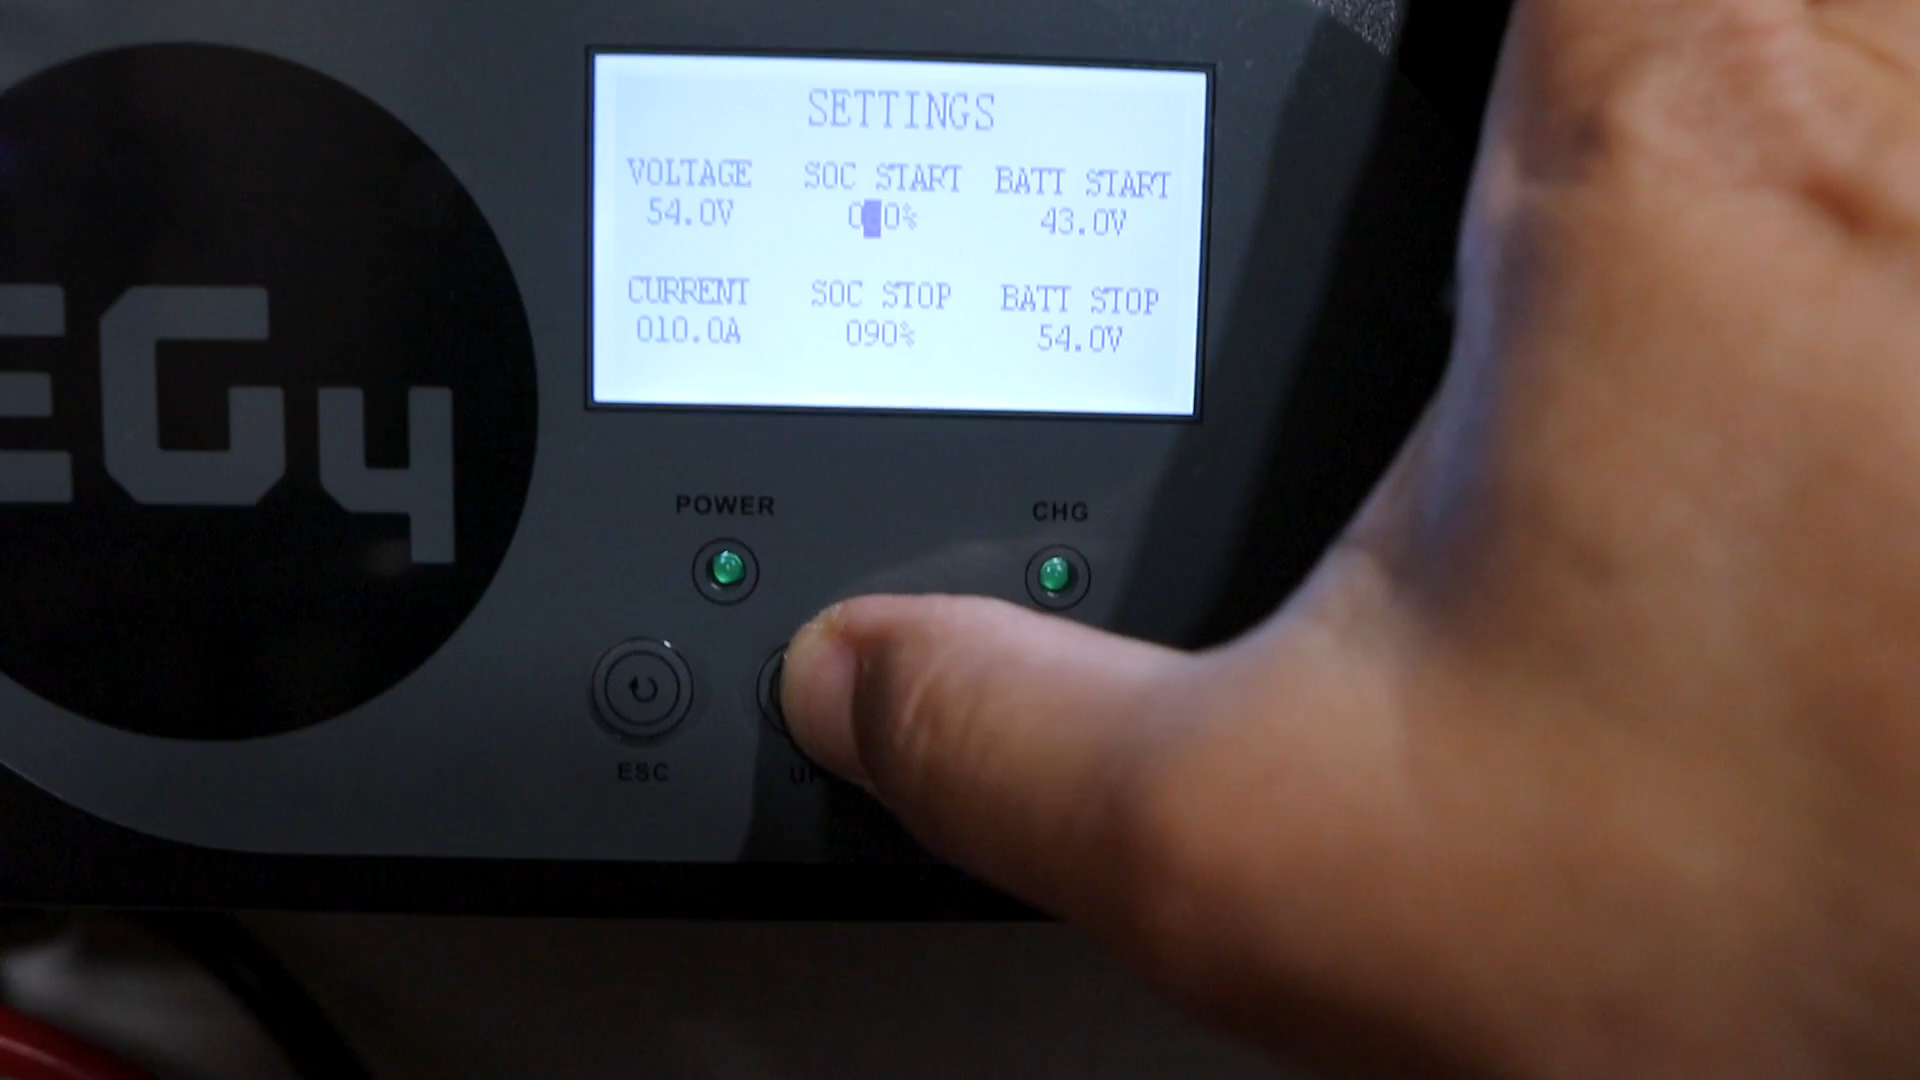 SETTINGS
VOLTAGE SOC START BATT START
54.0V 0 0% 43.0V
CURRENT SOC STOP BATT STOP
010.0A 090% 54.0V
EG4
POWER CHG
ESC UP